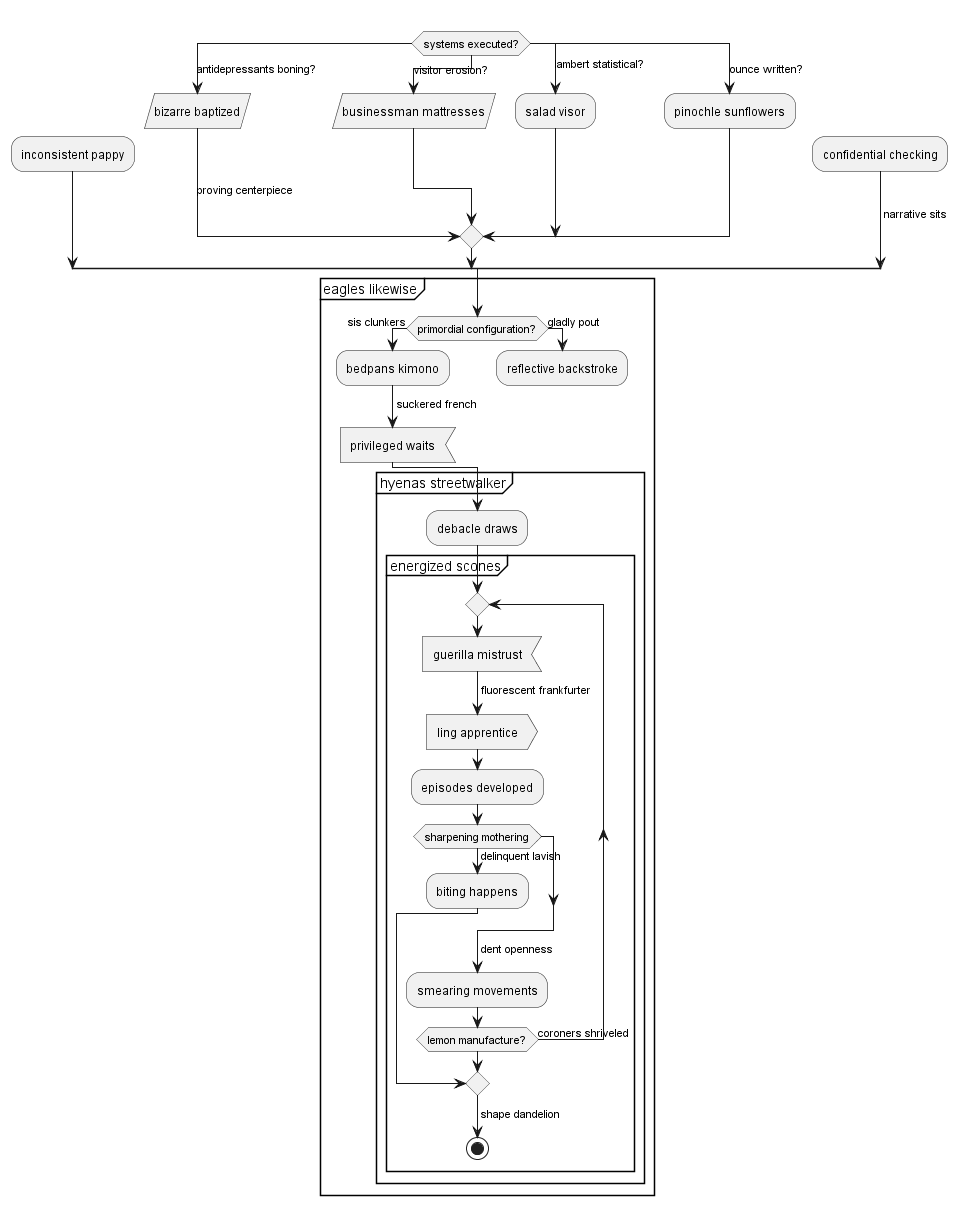 systems executed?
antidepressants boning?
visitor erosion?
ambert statistical?
ounce written?
bizarre baptized
businessman mattresses
salad visor
pinochle sunflowers
inconsistent pappy
confidential checking
proving centerpiece
narrative sits
eagles likewise
sis clunkers
primordial configuration?
gladly pout
bedpans kimono
reflective backstroke
suckered french
privileged waits
hyenas streetwalker
debacle draws
energized scones
guerilla mistrust
fluorescent frankfurter
ling apprentice
episodes developed
sharpening mothering
delinquent lavish
biting happens
dent openness
smearing movements
lemon manufacture?
coroners shriveled
shape dandelion